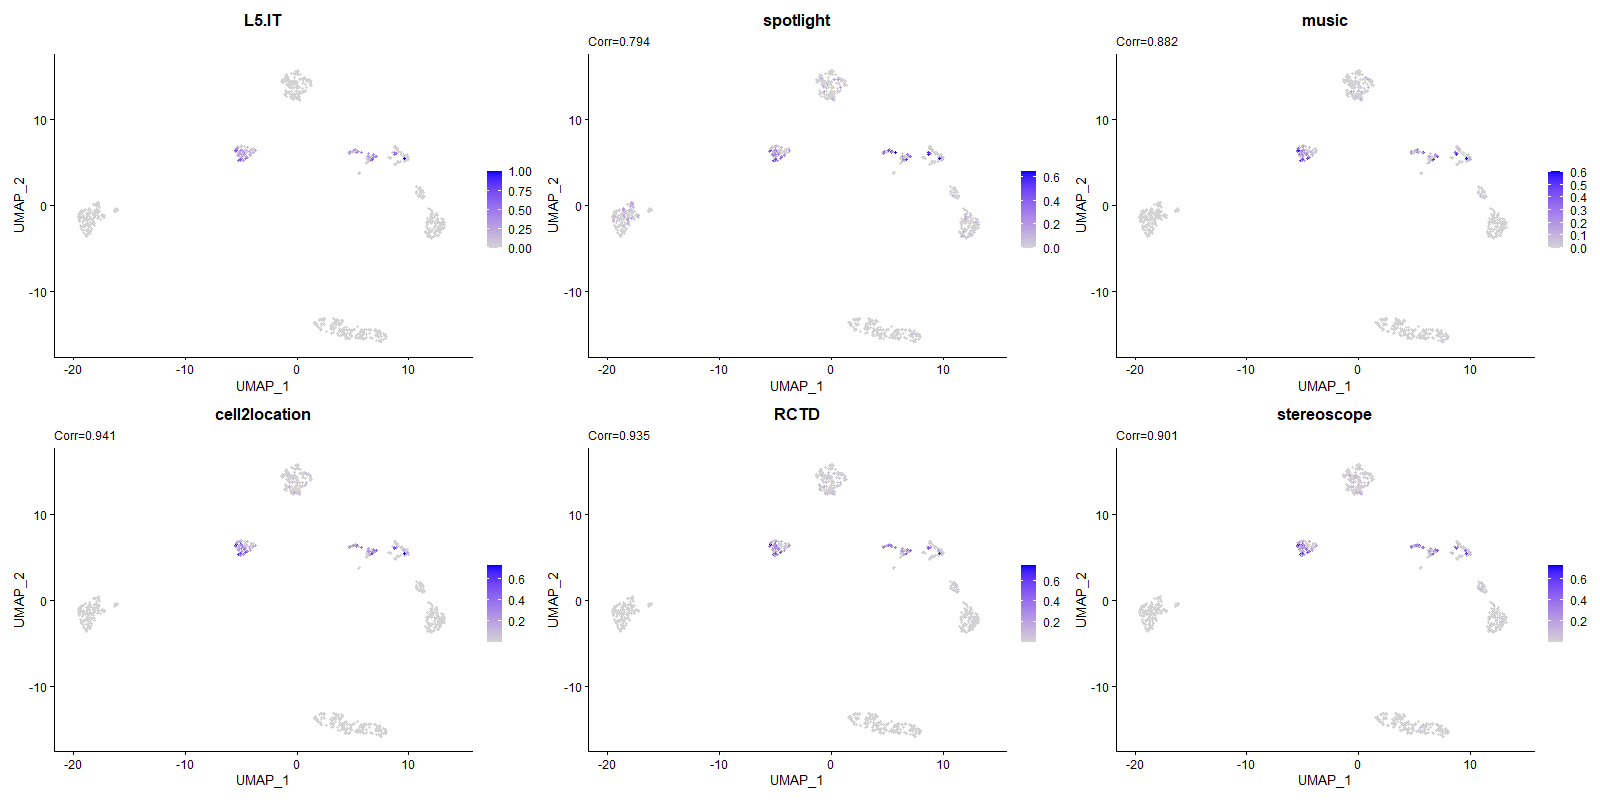 L5.IT
10
0
-10
UMAP_2
-20
-10
0
10
UMAP_1
1.00
0.75
0.50
0.25
0.00
spotlight
Corr=0.794
10
0
-10
UMAP_2
-20
-10
0
10
UMAP_1
0.6
0.4
0.2
0.0
music
Corr=0.882
10
0
-10
UMAP_2
-20
-10
0
10
UMAP_1
0.6
0.5
0.4
0.3
0.2
0.1
0.0
cell2location
Corr=0.941
10
0
-10
UMAP_2
-20
-10
0
10
UMAP_1
0.6
0.4
0.2
RCTD
Corr=0.935
10
0
-10
UMAP_2
-20
-10
0
10
UMAP_1
0.6
0.4
0.2
stereoscope
Corr=0.901
10
0
-10
UMAP_2
-20
-10
0
10
UMAP_1
0.6
0.4
0.2